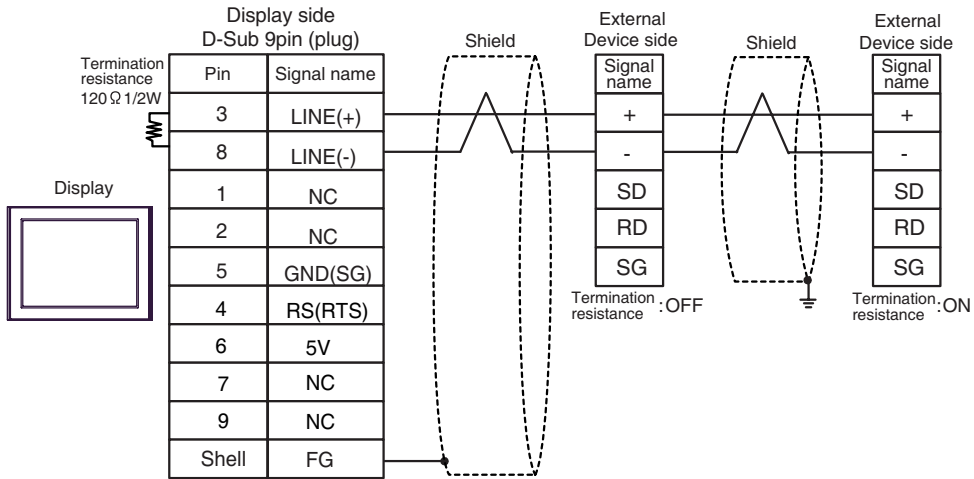 Display side
D-Sub 9pin (plug)
Termination
resistance
120Ω 1/2W
Pin Signal name
3 LINE(+)
8 LINE(-)
1 NC
2 NC
5 GND(SG)
4 RS(RTS)
6 5V
7 NC
9 NC
Shell FG
Display
Shield
External
Device side
Signal
name
+
-
SD
RD
SG
Termination
resistance :OFF
Shield
External
Device side
Signal
name
+
-
SD
RD
SG
Termination
resistance :ON